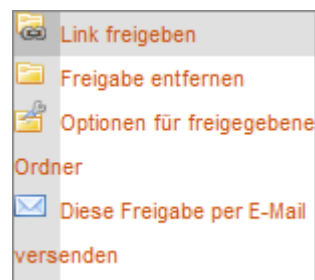 Link freigeben
Freigabe entfernen
Optionen für freigegebene
Ordner
Diese Freigabe per E-Mail
versenden